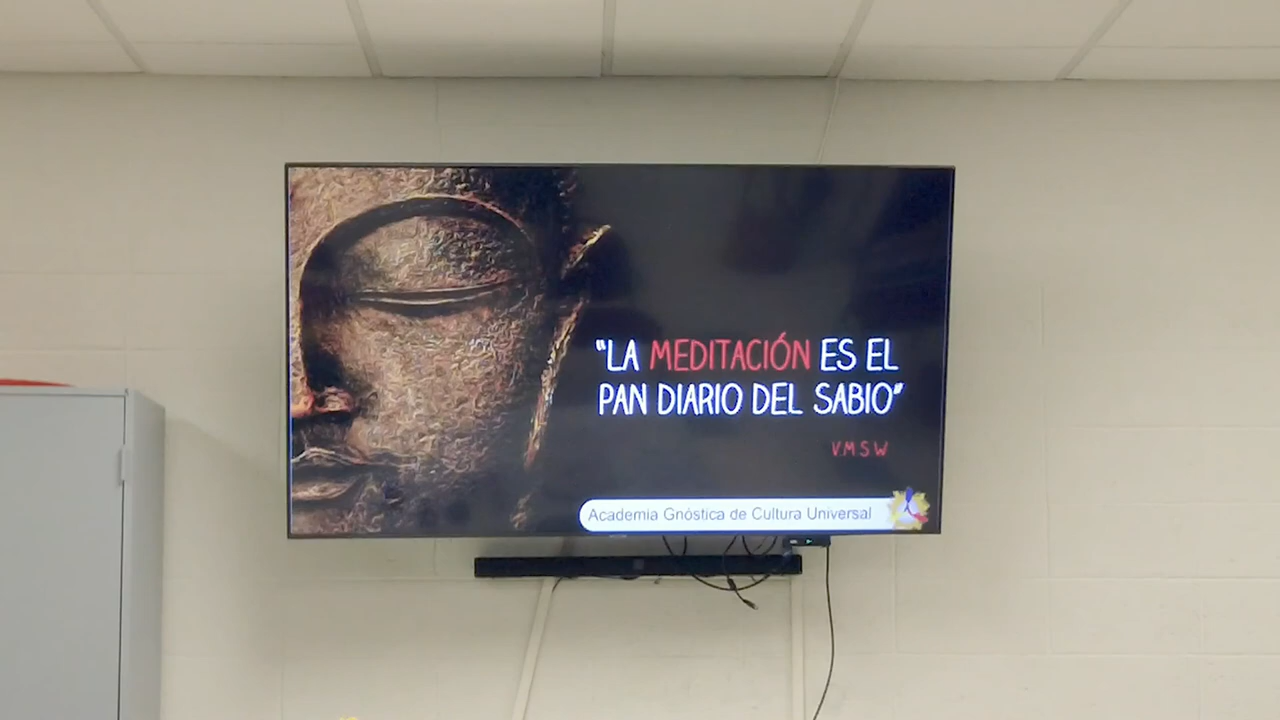 "LA MEDITACIÓN ES EL
PAN DIARIO DEL SABIO"
V.M S W
Academia Gnóstica de Cultura Universal